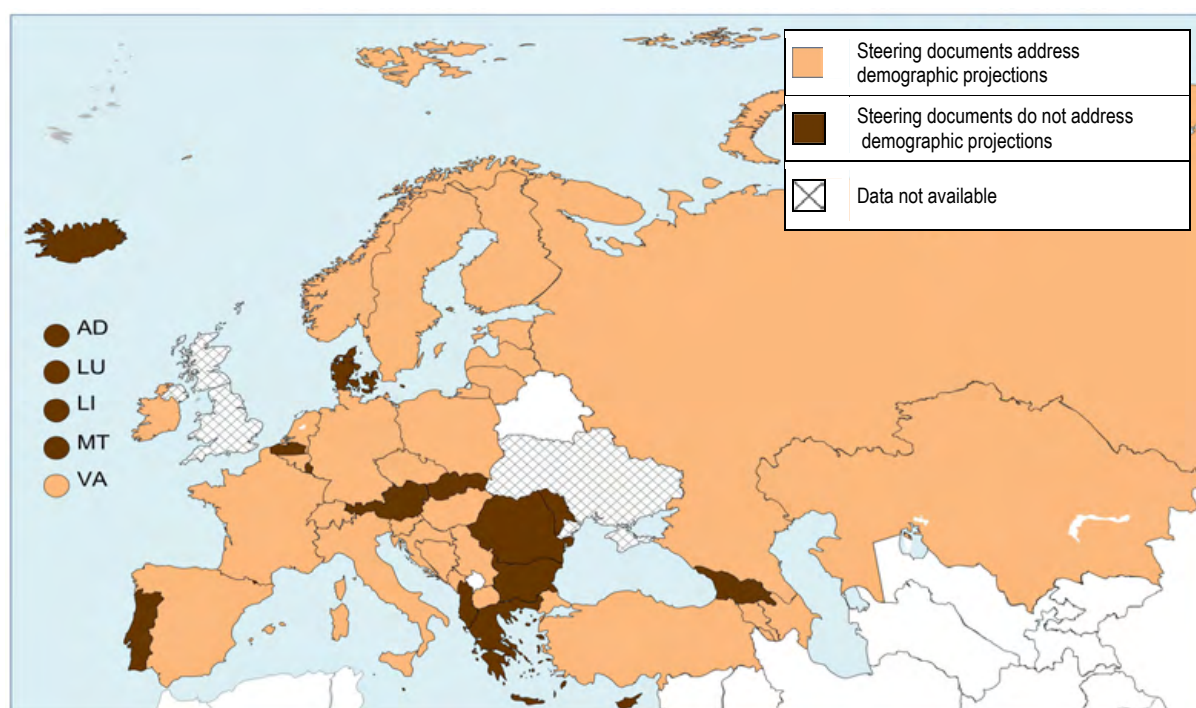 Steering documents address
demographic projections
Steering documents do not address
demographic projections
Data not available
AD
LU
LI
MT
VA